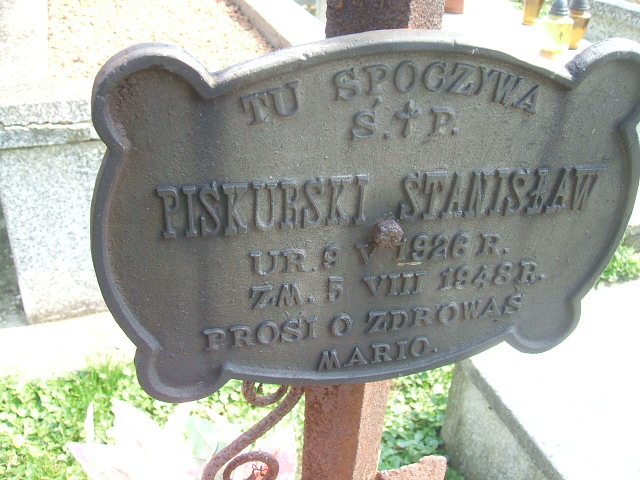 TU SPOCZYWA
Ś.✝P.
PISKURSKI STANISŁAW
UR. 9 V 1926 R.
ZM. 5 VIII 1948 R.
PROSI O ZDROWAŚ
MARIO.